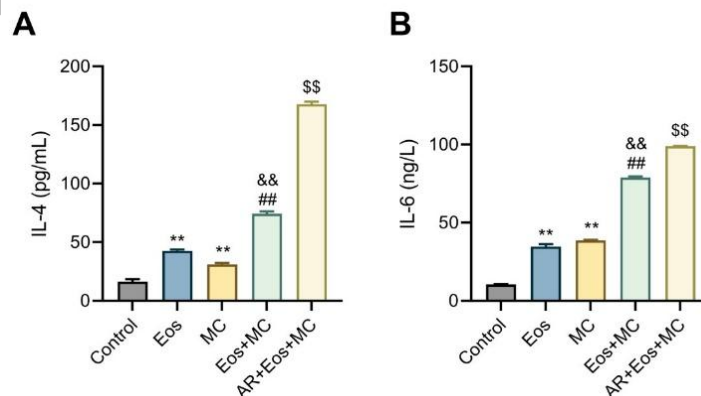 A
IL-4 (pg/mL)
200
150
100
50
0
**
**
&&
##
$$
Control
Eos
MC
Eos+MC
AR+Eos+MC
B
IL-6 (ng/L)
150
100
50
0
**
**
&&
##
$$
Control
Eos
MC
Eos+MC
AR+Eos+MC